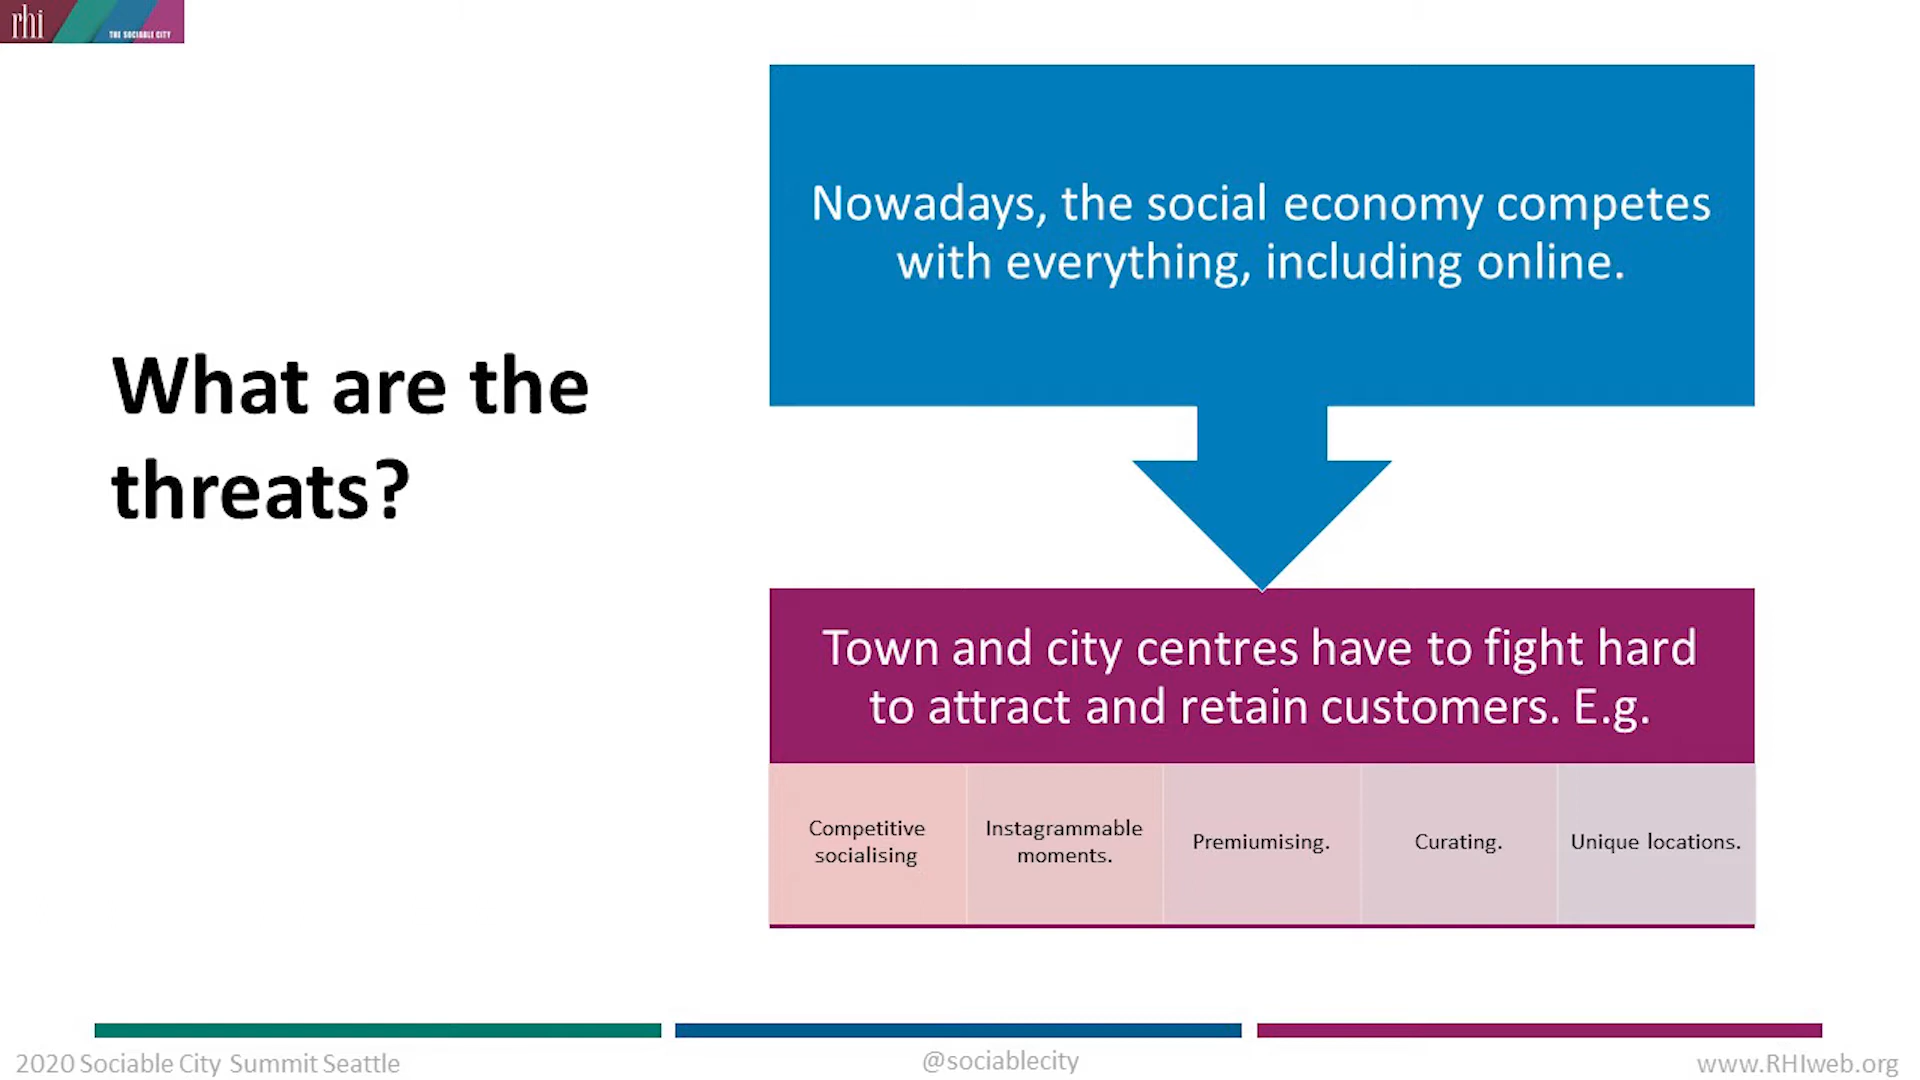 rhi
THE SOCIABLE CITY
What are the
threats?
Nowadays, the social economy competes
with everything, including online.
Town and city centres have to fight hard
to attract and retain customers. E.g.
Competitive
socialising
Instagrammable
moments.
Premiumising.
Curating.
Unique locations.
2020 Sociable City Summit Seattle
@sociablecity
www.RHIweb.org